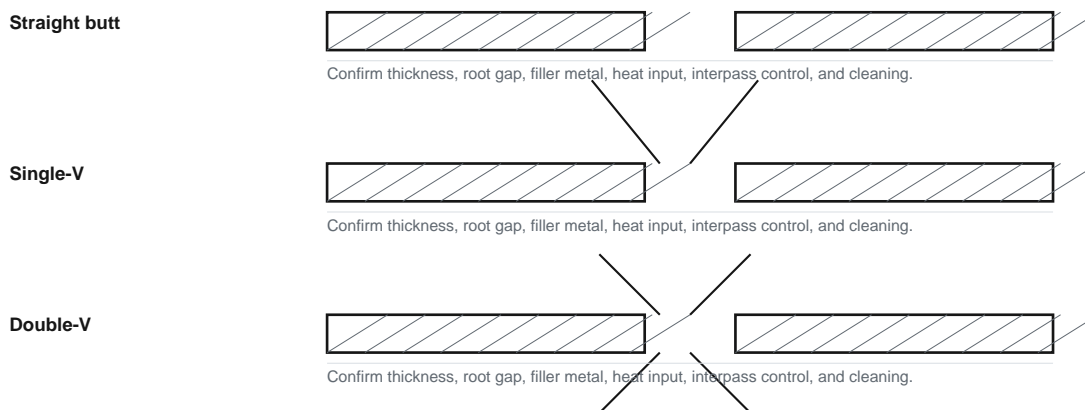 Straight butt
Confirm thickness, root gap, filler metal, heat input, interpass control, and cleaning.
Single-V
Confirm thickness, root gap, filler metal, heat input, interpass control, and cleaning.
Double-V
Confirm thickness, root gap, filler metal, heat input, interpass control, and cleaning.